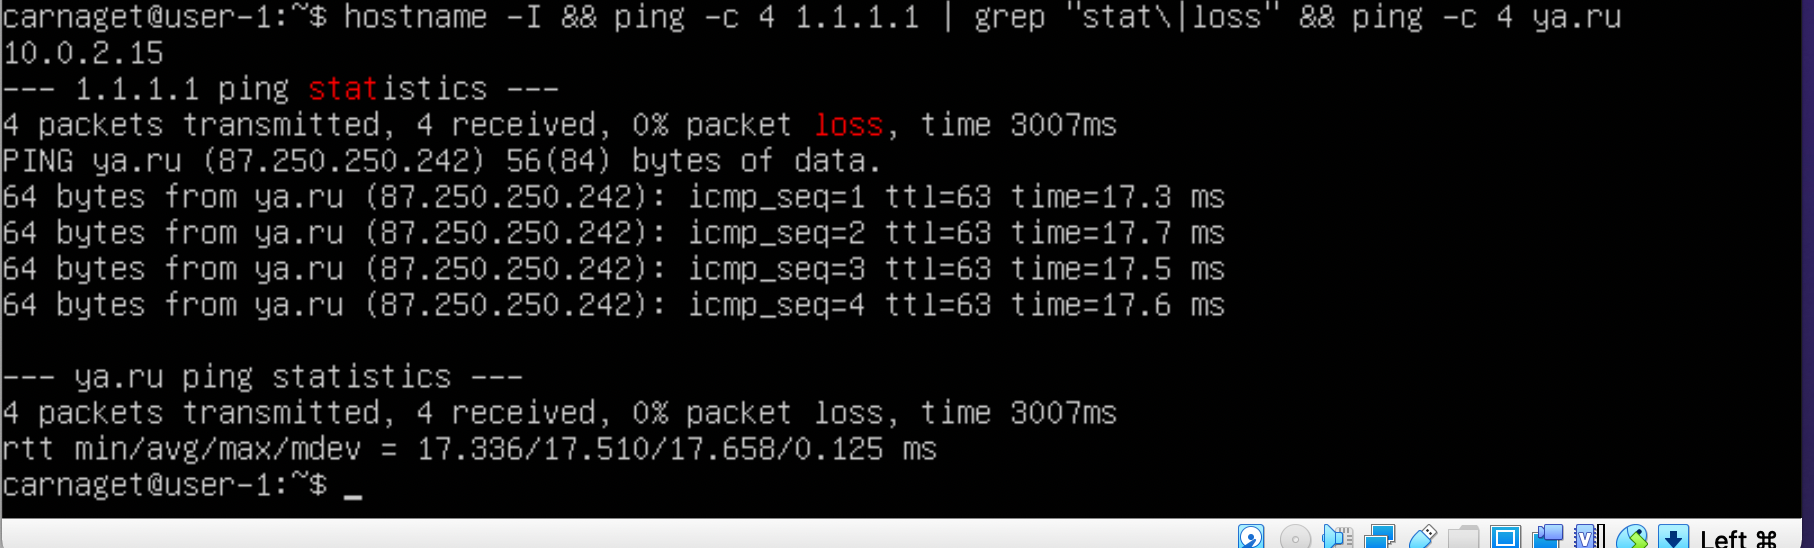 carnaget@user-1:~$ hostname -I && ping -c 4 1.1.1.1 | grep "stat\|loss" && ping -c 4 ya.ru
10.0.2.15
--- 1.1.1.1 ping statistics ---
4 packets transmitted, 4 received, 0% packet loss, time 3007ms
PING ya.ru (87.250.250.242) 56(84) bytes of data.
64 bytes from ya.ru (87.250.250.242): icmp_seq=1 ttl=63 time=17.3 ms
64 bytes from ya.ru (87.250.250.242): icmp_seq=2 ttl=63 time=17.7 ms
64 bytes from ya.ru (87.250.250.242): icmp_seq=3 ttl=63 time=17.5 ms
64 bytes from ya.ru (87.250.250.242): icmp_seq=4 ttl=63 time=17.6 ms
--- ya.ru ping statistics ---
4 packets transmitted, 4 received, 0% packet loss, time 3007ms
rtt min/avg/max/mdev = 17.336/17.510/17.658/0.125 ms
carnaget@user-1:~$ _
Left ⌘